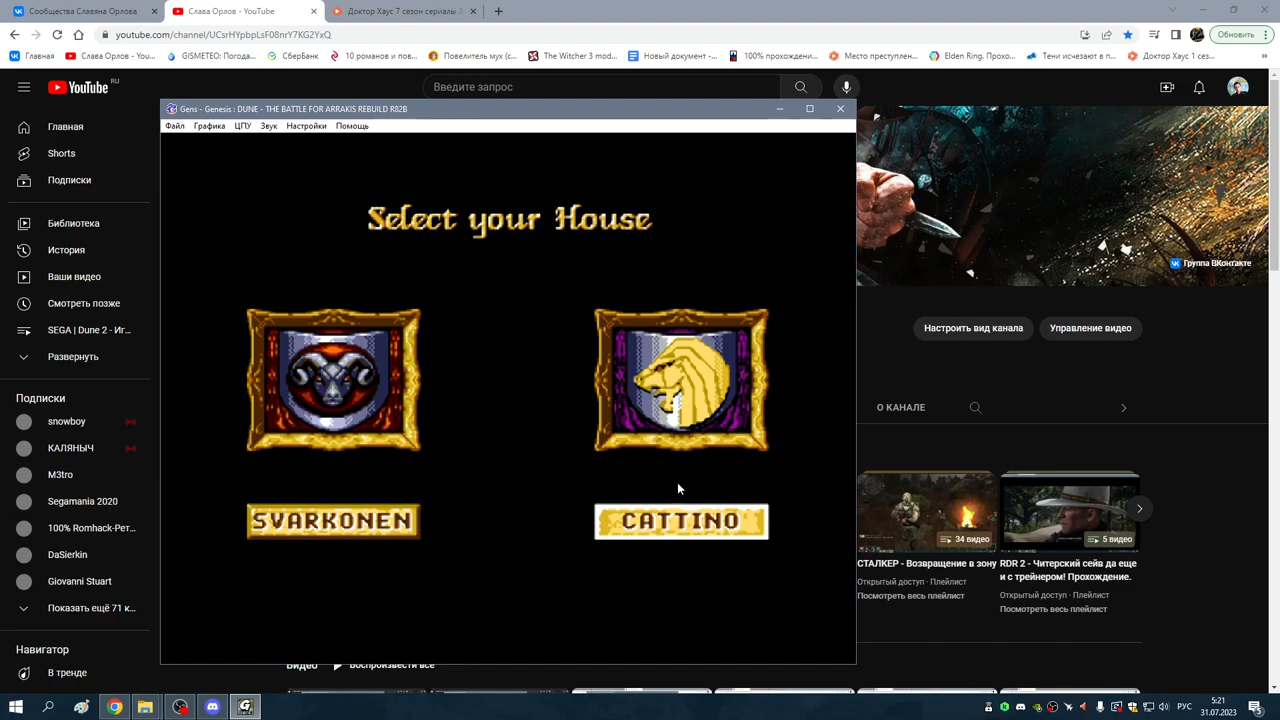 Сообщества Славяна Орлова
Слава Орлов - YouTube
Доктор Хаус 7 сезон сериалы З
youtube.com/channel/UCsrHYpbpLsF08nrY7KG2YxQ
Обновить
Главная
Слава Орлов - You...
GISMETEO: Погода...
СберБанк
10 романов и пов...
Повелитель мух (с...
The Witcher 3 mod...
Новый документ -...
100% прохождени...
Место преступлен...
Elden Ring. Прохо...
Тени исчезают в п...
Доктор Хаус 1 сез...
YouTube
RU
Введите запрос
Gens - Genesis : DUNE - THE BATTLE FOR ARRAKIS REBUILD R82B
Файл
Графика
ЦПУ
Звук
Настройки
Помощь
Главная
Shorts
Подписки
Библиотека
История
Ваши видео
Смотреть позже
SEGA | Dune 2 - Иг...
Развернуть
Подписки
snowboy
КАЛЯНЫЧ
M3tro
Segamania 2020
100% Romhack-Рет...
DaSierkin
Giovanni Stuart
Показать ещё 71 к...
Навигатор
В тренде
Select your House
SVARKONEN
CATTINO
Группа ВКонтакте
Настроить вид канала
Управление видео
О КАНАЛЕ
34 видео
5 видео
СТАЛКЕР - Возвращение в зону
Открытый доступ · Плейлист
Посмотреть весь плейлист
RDR 2 - Читерский сейв да еще
и с трейнером! Прохождение.
Открытый доступ · Плейлист
Посмотреть весь плейлист
Видео
Воспроизвести все
РУС
5:21
31.07.2023